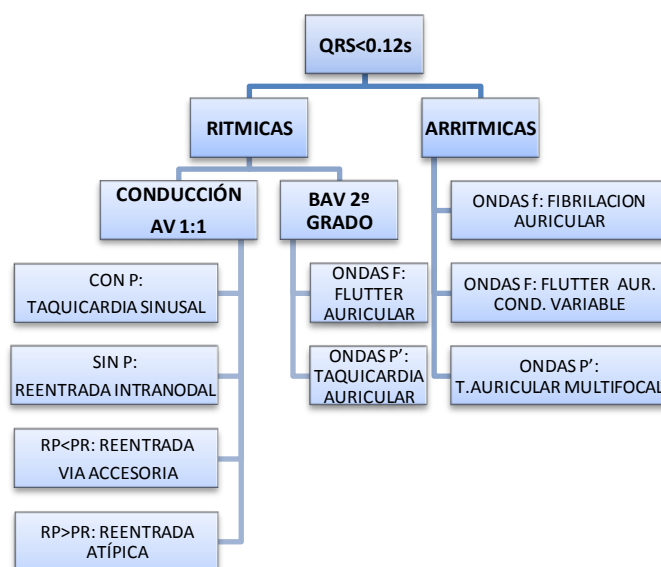 QRS<0.12s
RITMICAS
ARRITMICAS
CONDUCCIÓN
AV 1:1
BAV 2º
GRADO
CON P:
TAQUICARDIA SINUSAL
SIN P:
REENTRADA INTRANODAL
RP<PR: REENTRADA
VIA ACCESORIA
RP>PR: REENTRADA
ATÍPICA
ONDAS F:
FLUTTER
AURICULAR
ONDAS P’:
TAQUICARDIA
AURICULAR
ONDAS f: FIBRILACION
AURICULAR
ONDAS F: FLUTTER AUR.
COND. VARIABLE
ONDAS P’:
T.AURICULAR MULTIFOCAL